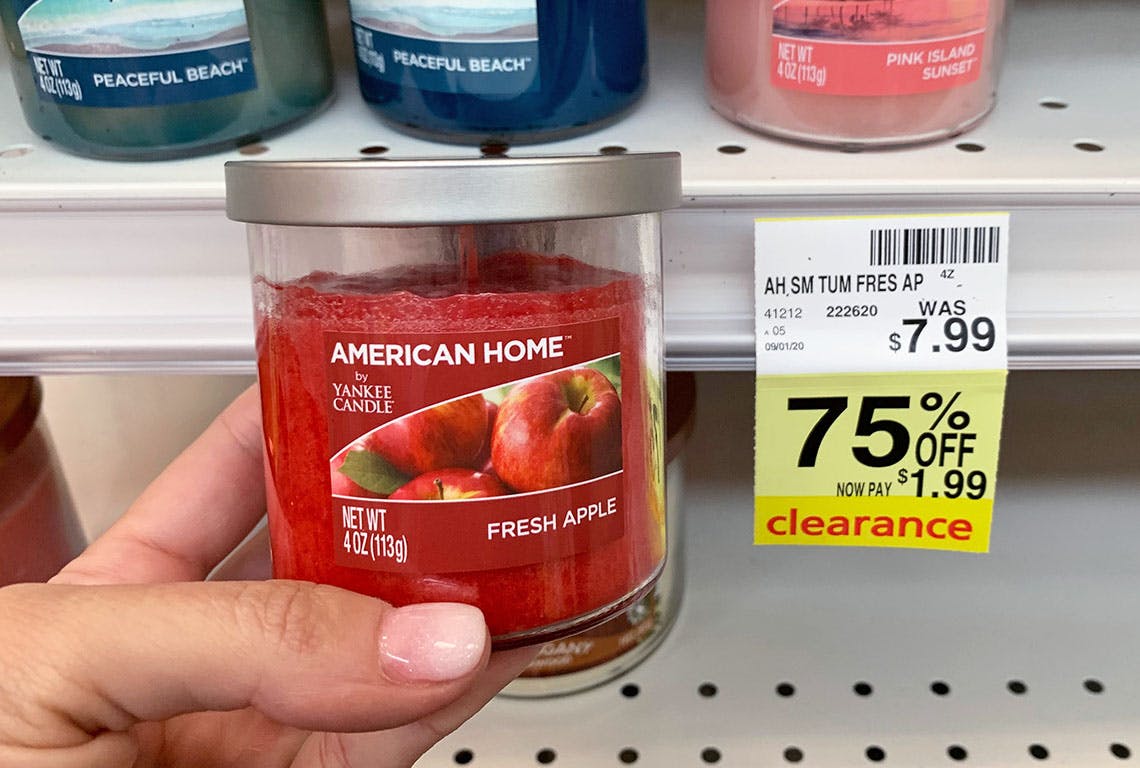 NET WT
4 OZ (113g)
PEACEFUL BEACH™
NET WT
PEACEFUL BEACH™
NET WT
4 OZ (113g)
PINK ISLAND
SUNSET™
AMERICAN HOME™
by
YANKEE
CANDLE®
NET WT
4 OZ (113g)
FRESH APPLE
AH,SM TUM FRES AP 4Z
41212 222620 WAS
05
09/01/20
$7.99
75% OFF
NOW PAY $1.99
clearance